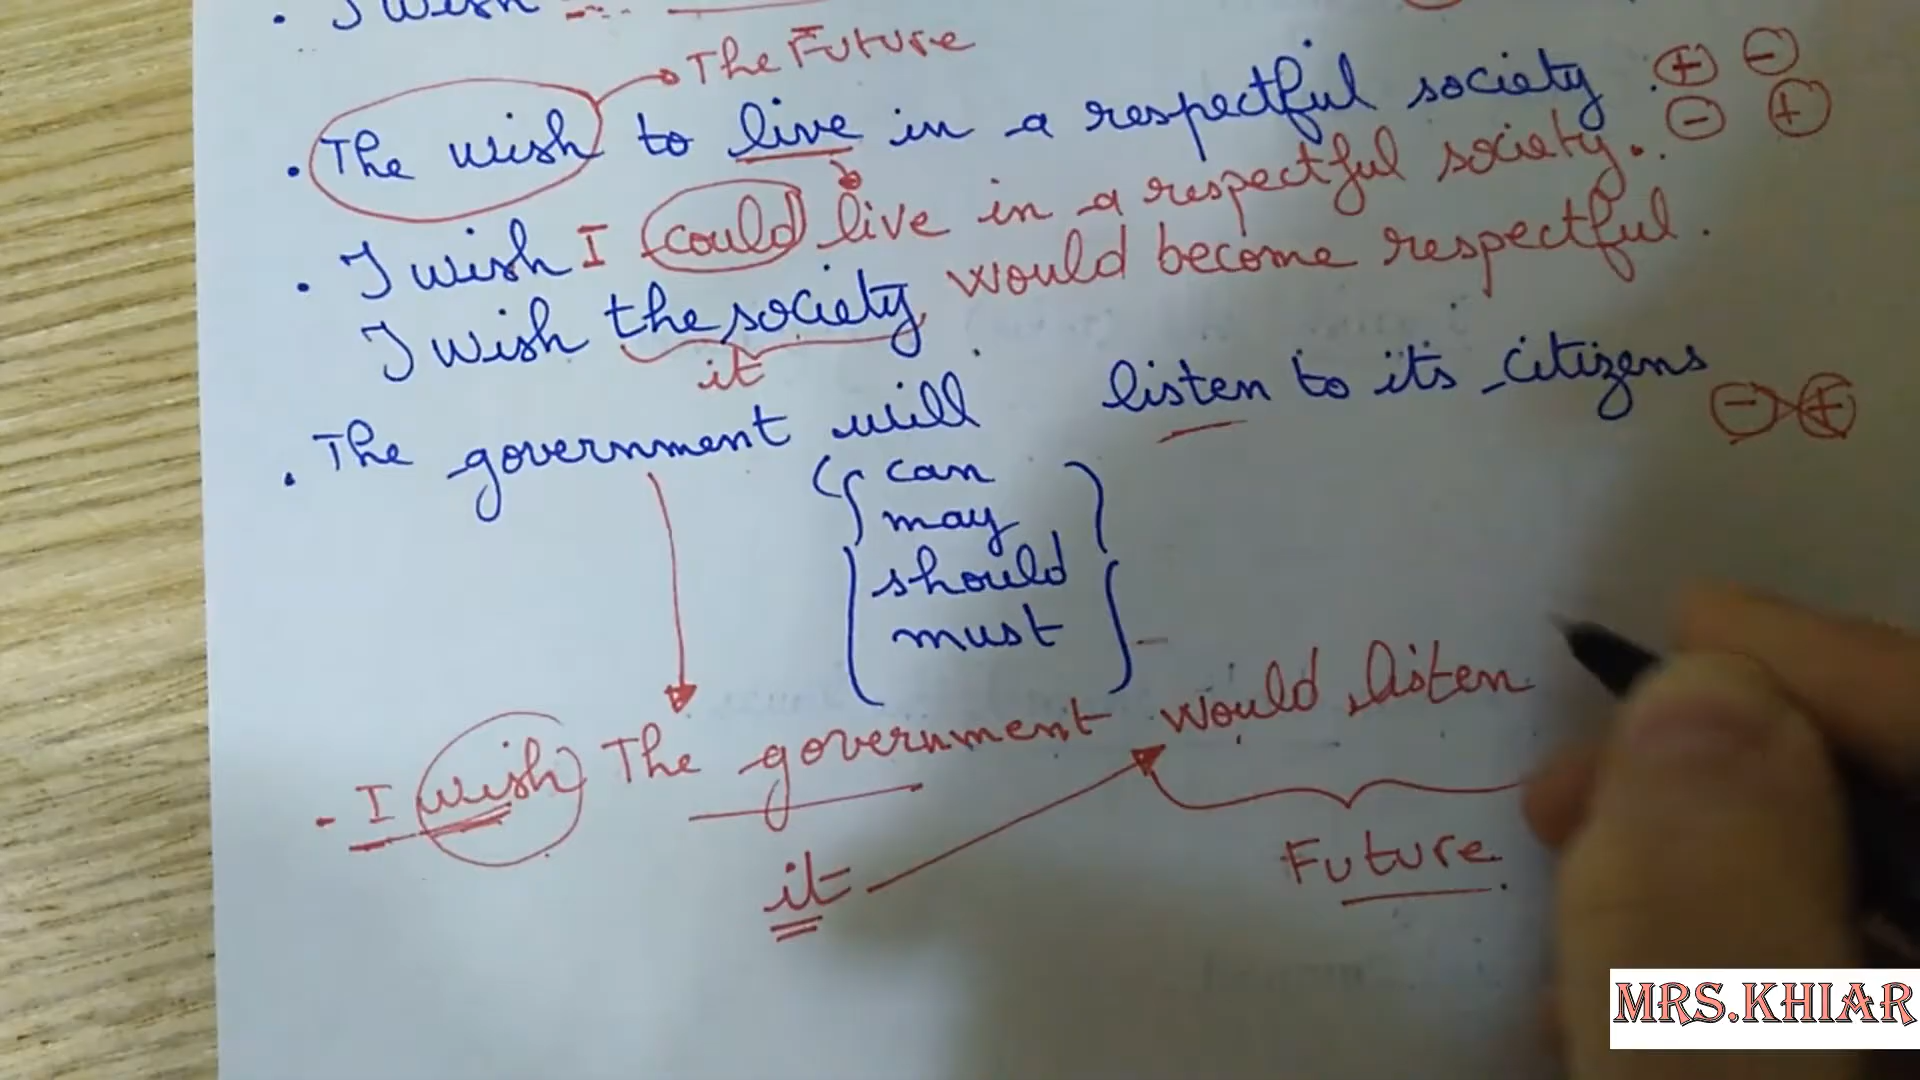 . I wish
The Future
. The wish to live in a respectful society . + -
- +
. I wish I could live in a respectful society.
I wish the society would become respectful.
it
. The government will listen to its citizens
- +
can
may
should
must
- I wish The government would listen
it
Future
MRS.KHIAR